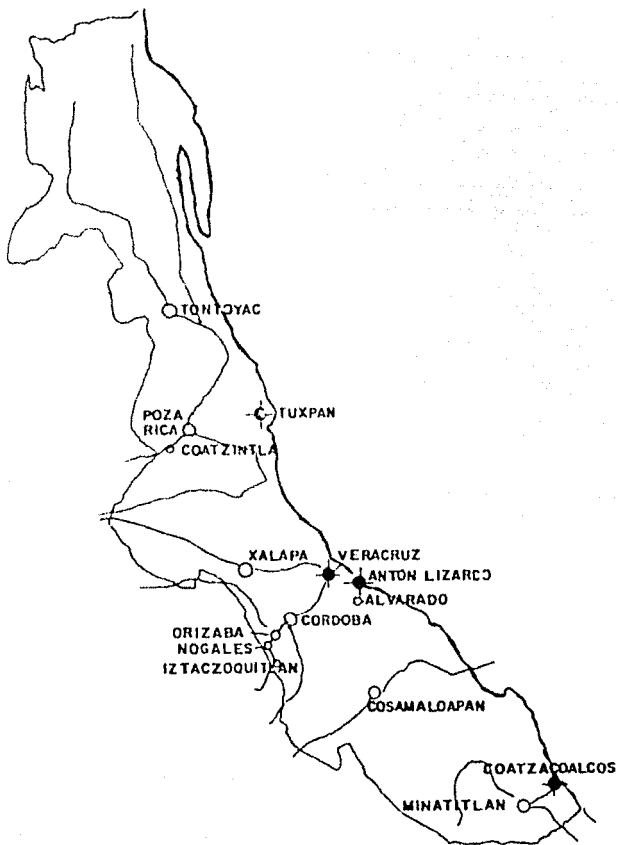 TONTOYAC
TUXPAN
POZA
RICA
COATZINTLA
XALAPA
VERACRUZ
ANTON LIZARDO
ALVARADO
CORDOBA
ORIZABA
NOGALES
IZTACZOQUITLAN
COSAMALOAPAN
COATZACOALCOS
MINATITLAN